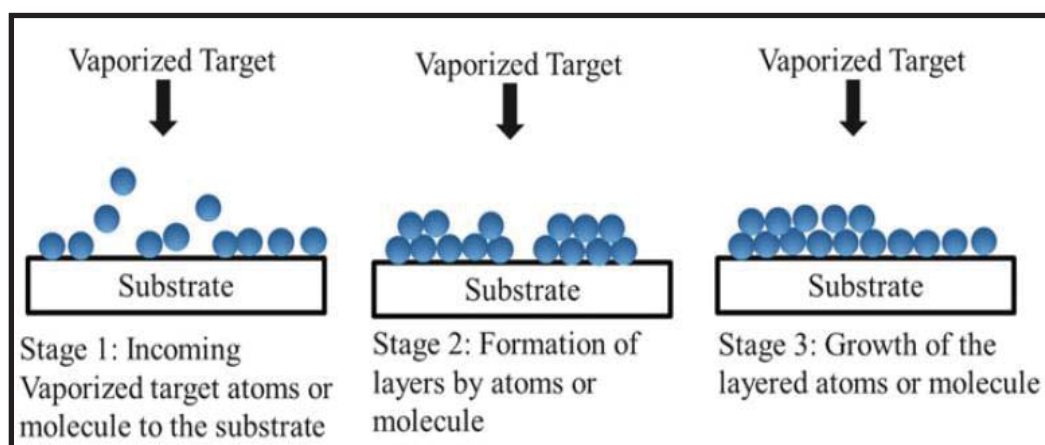 Vaporized Target
Substrate
Stage 1: Incoming
Vaporized target atoms or
molecule to the substrate
Vaporized Target
Substrate
Stage 2: Formation of
layers by atoms or
molecule
Vaporized Target
Substrate
Stage 3: Growth of the
layered atoms or molecule